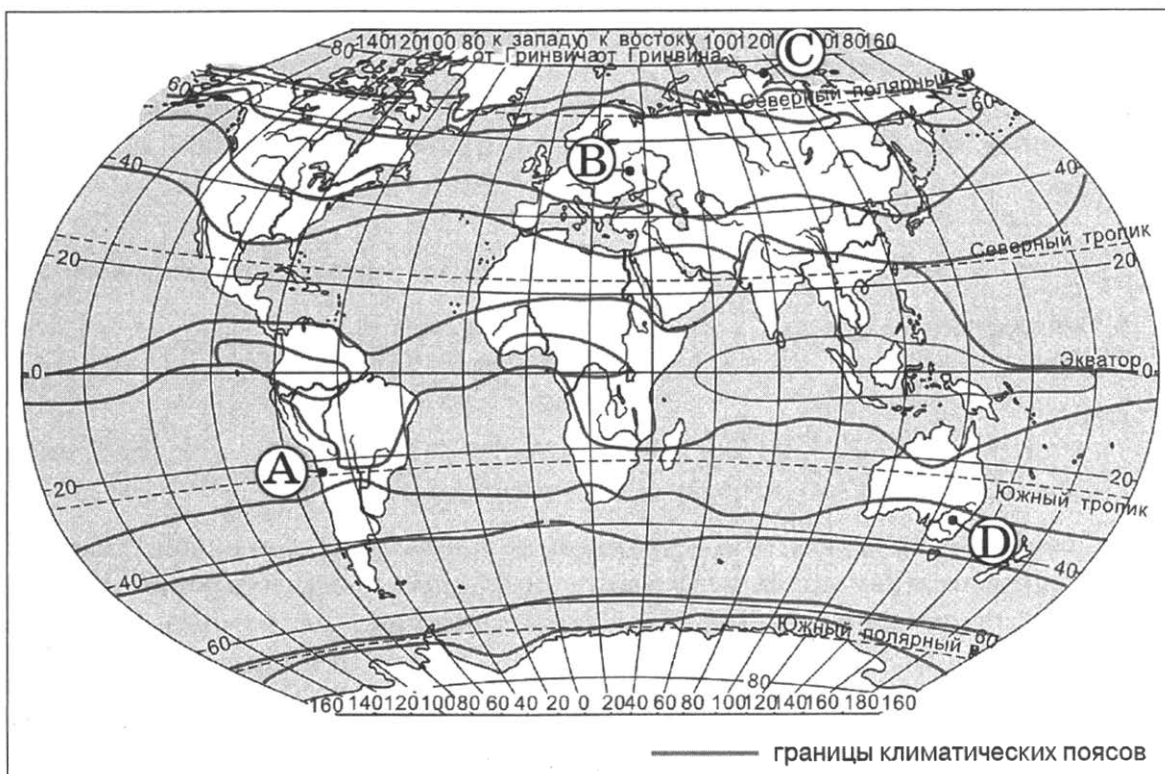 140 120 100 80 к западу 0 к востоку 100 120 180 160
от Гринвича от Гринвича
80
C
60
Северный полярный
60
B
40
40
Северный тропик
20
20
Экватор
0
0
A
20
20
Южный тропик
D
40
40
60
Южный полярный
60
80
160 140 120 100 80 60 40 20 0 20 40 60 80 100 120 140 160 180 160
границы климатических поясов